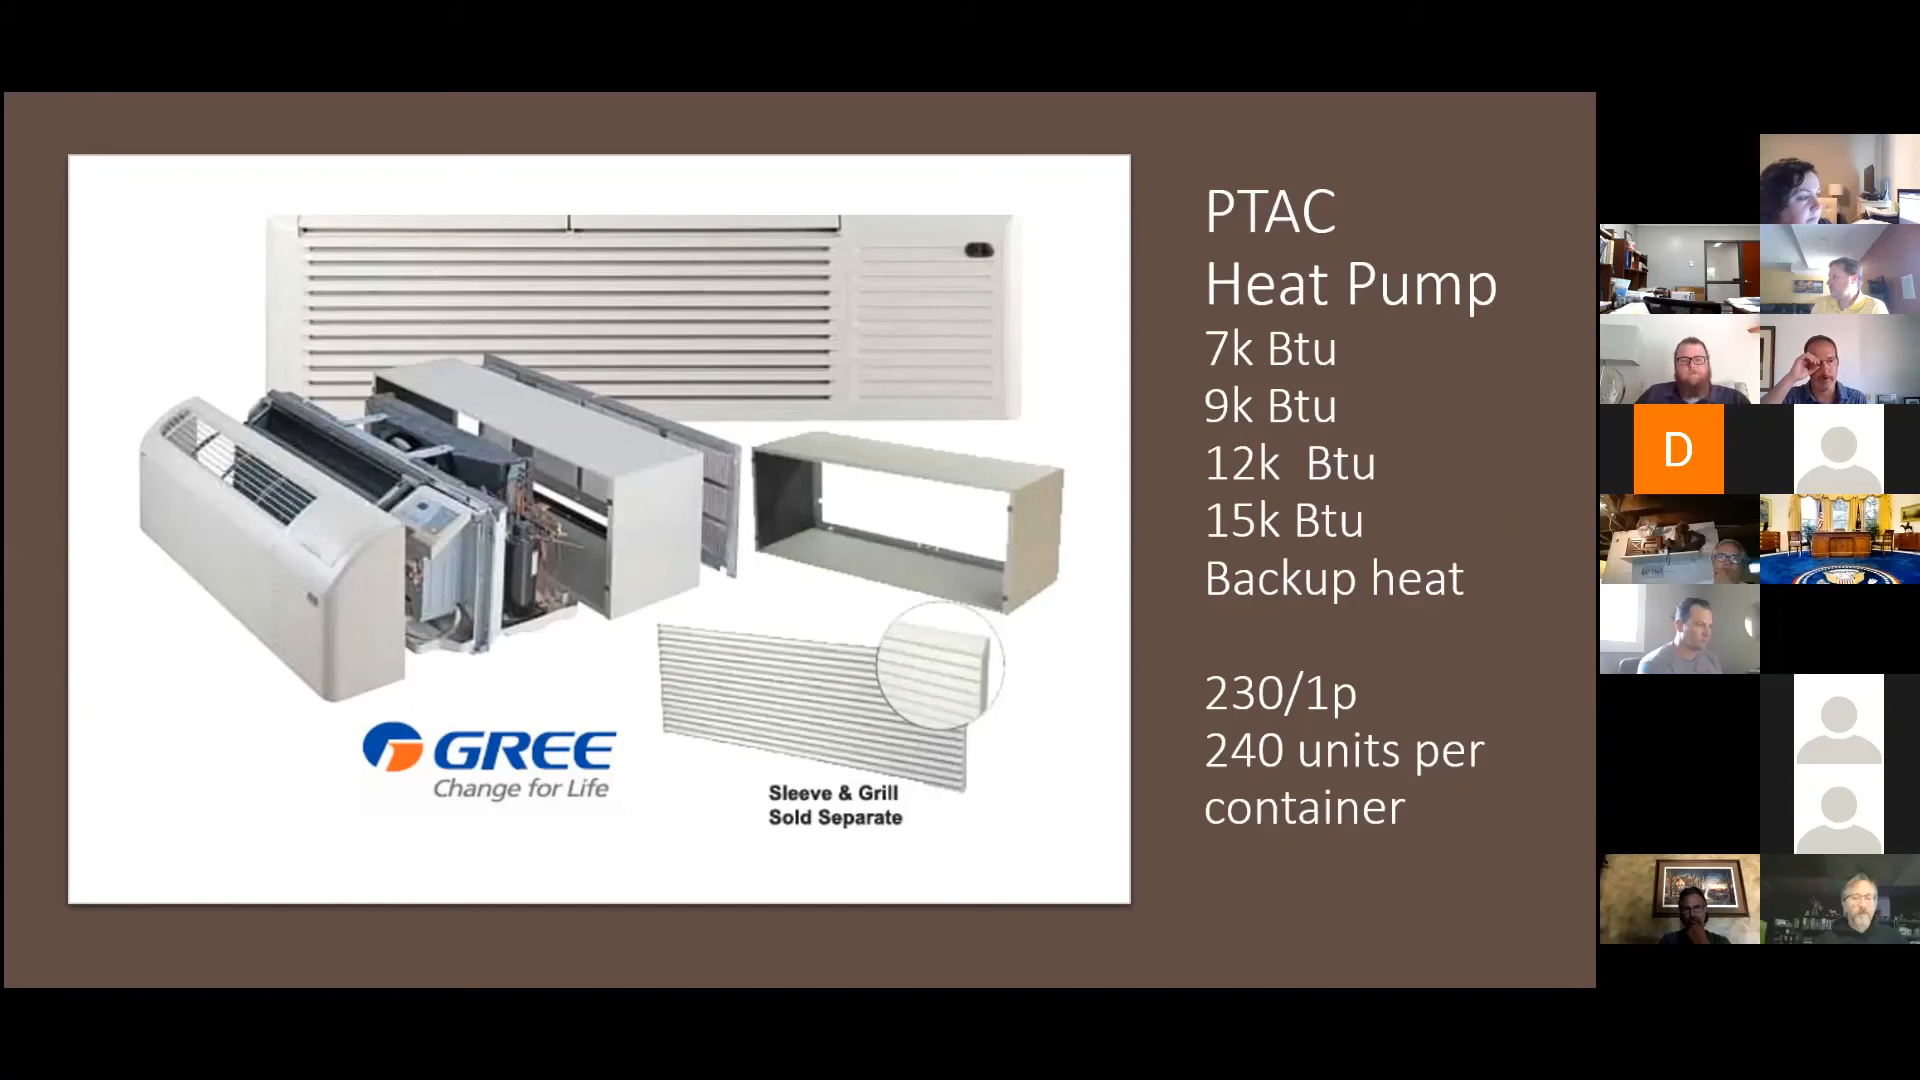 GREE
Change for Life
Sleeve & Grill
Sold Separate
PTAC
Heat Pump
7k Btu
9k Btu
12k  Btu
15k Btu
Backup heat
230/1p
240 units per
container
D